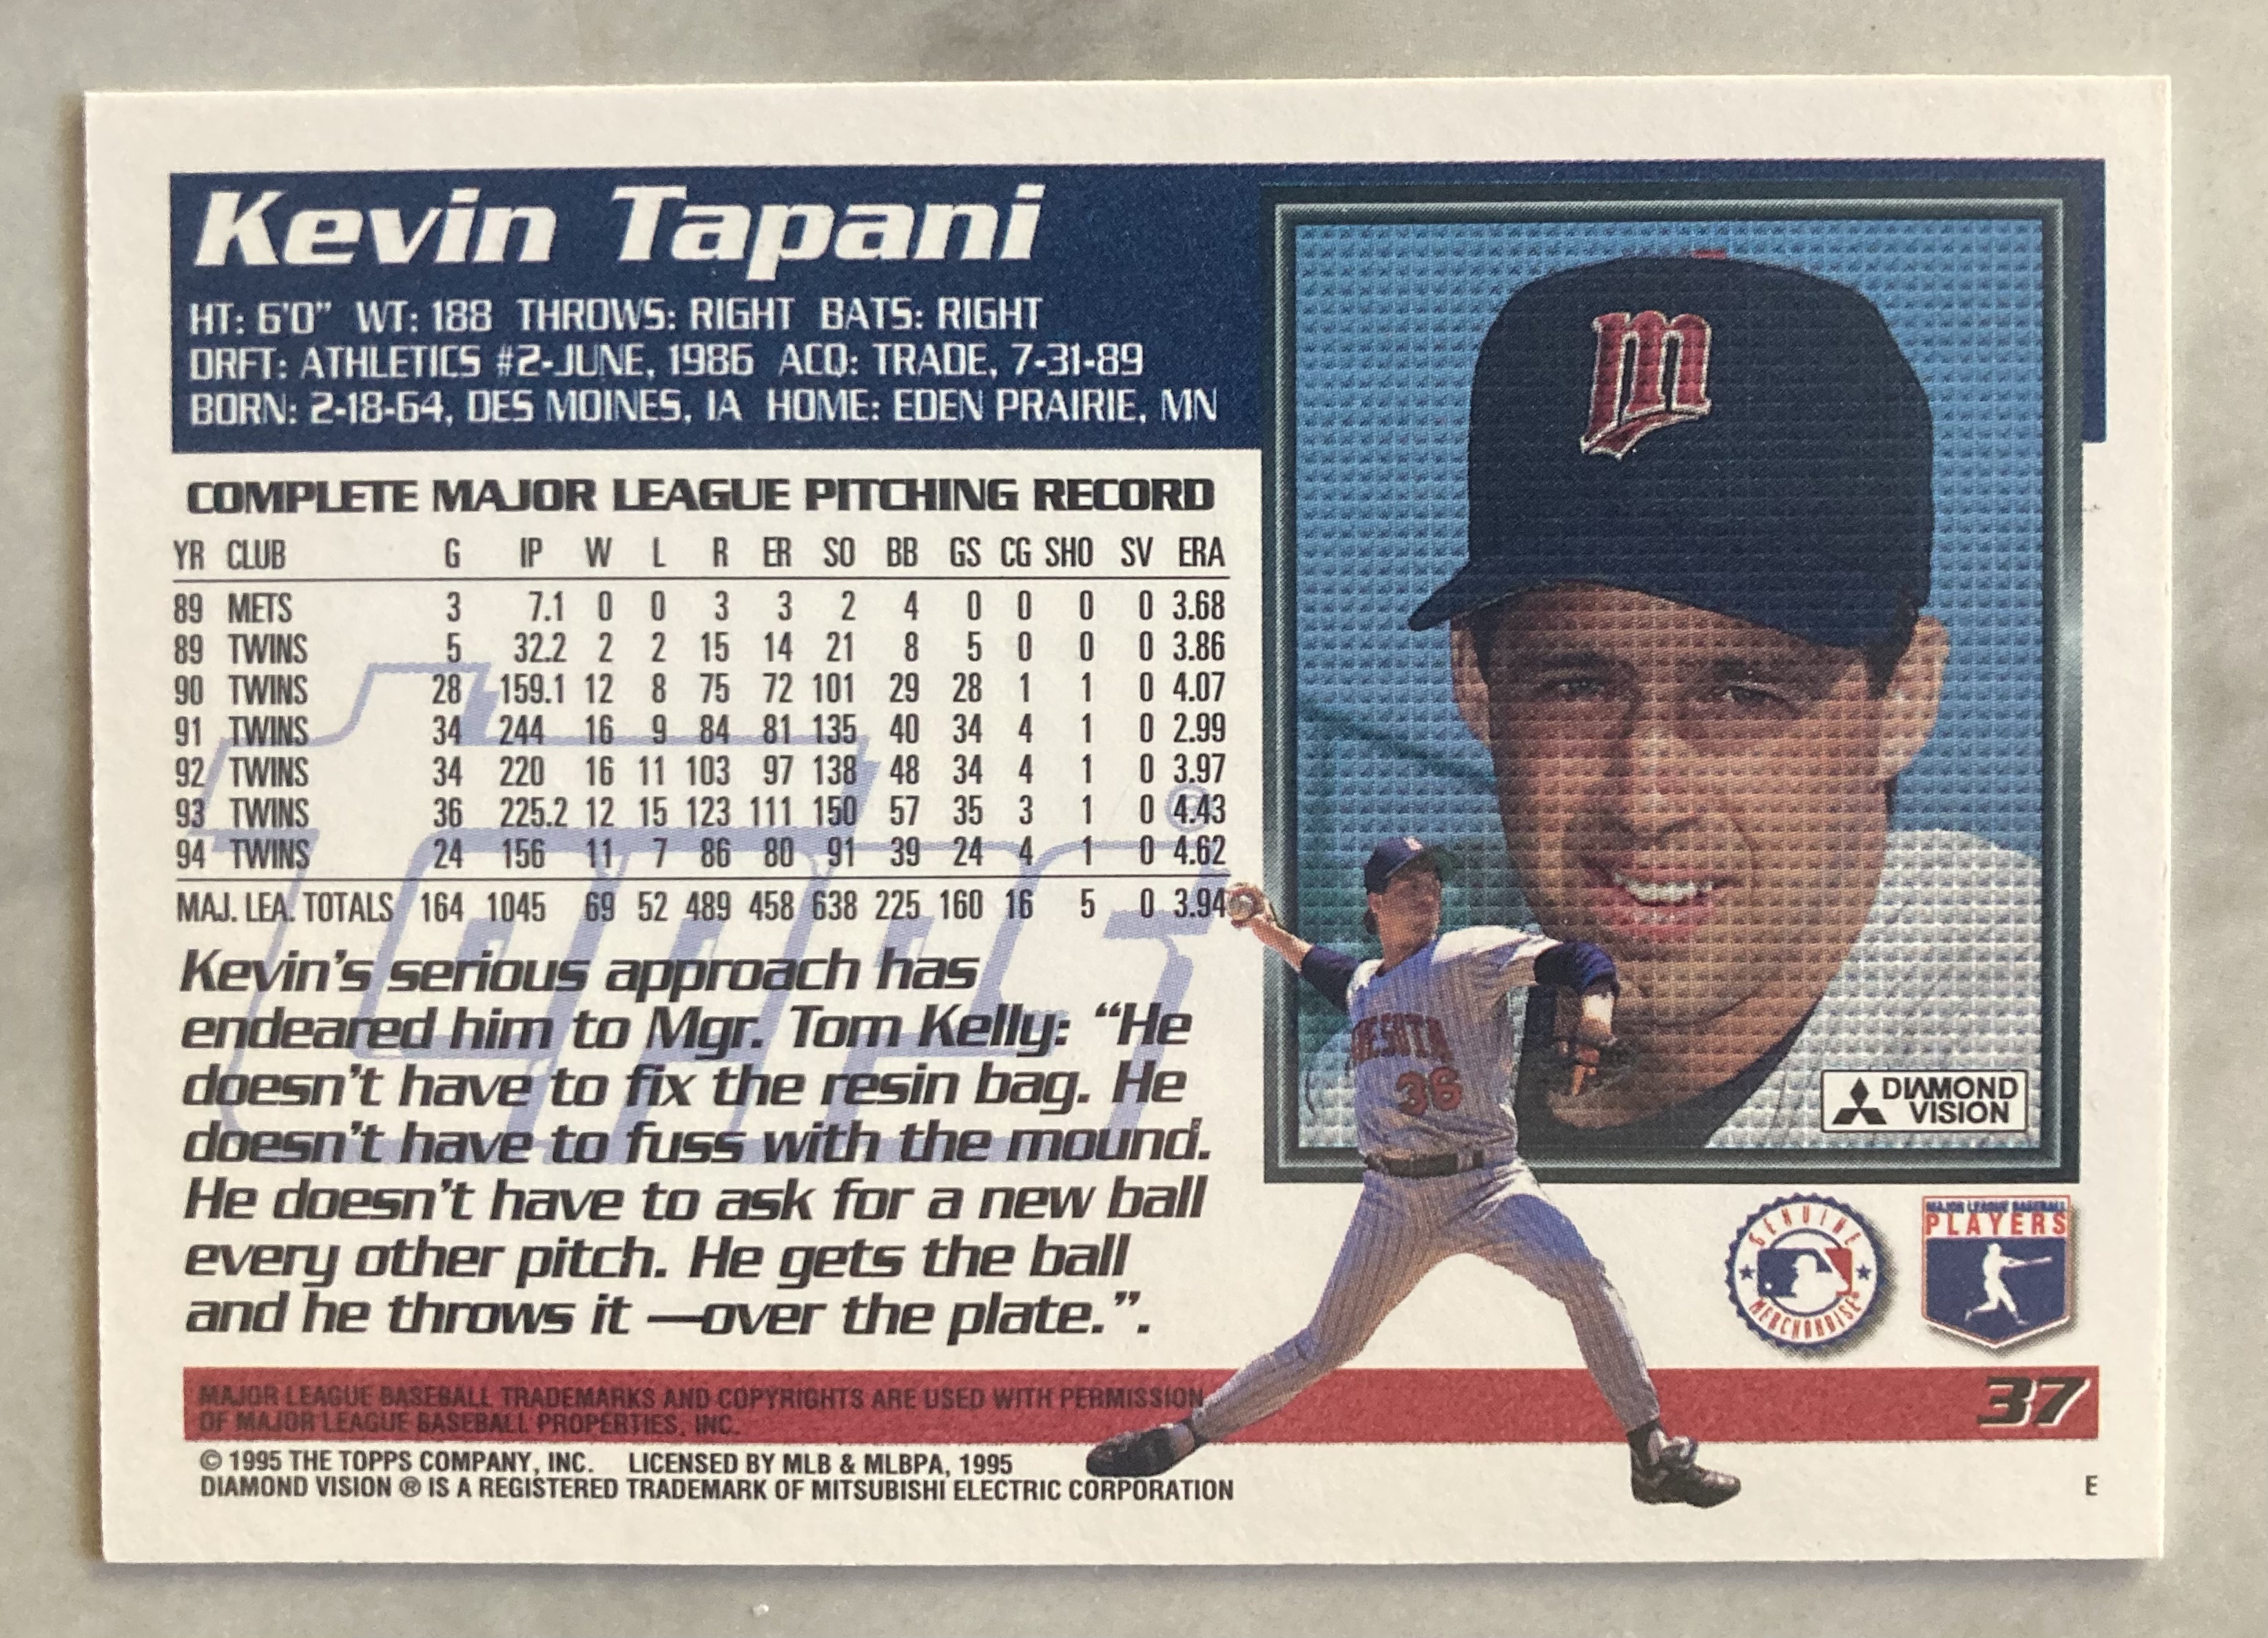 Kevin Tapani
HT: 6'0" WT: 188 THROWS: RIGHT BATS: RIGHT
DRFT: ATHLETICS #2-JUNE, 1986 ACQ: TRADE, 7-31-89
BORN: 2-18-64, DES MOINES, IA HOME: EDEN PRAIRIE, MN
COMPLETE MAJOR LEAGUE PITCHING RECORD
YR CLUB G IP W L R ER SO BB GS CG SHO SV ERA
89 METS 3 7.1 0 0 3 3 2 4 0 0 0 0 3.68
89 TWINS 5 32.2 2 2 15 14 21 8 5 0 0 0 3.86
90 TWINS 28 159.1 12 8 75 72 101 29 28 1 1 0 4.07
91 TWINS 34 244 16 9 84 81 135 40 34 4 1 0 2.99
92 TWINS 34 220 16 11 103 97 138 48 34 4 1 0 3.97
93 TWINS 36 225.2 12 15 123 111 150 57 35 3 1 0 4.43
94 TWINS 24 156 11 7 86 80 91 39 24 4 1 0 4.62
MAJ. LEA. TOTALS 164 1045 69 52 489 458 638 225 160 16 5 0 3.94
Topps ®
Kevin's serious approach has
endeared him to Mgr. Tom Kelly: "He
doesn't have to fix the resin bag. He
doesn't have to fuss with the mound.
He doesn't have to ask for a new ball
every other pitch. He gets the ball
and he throws it —over the plate.".
m
NESOTA
36
DIAMOND
VISION
GENUINE
MERCHANDISE
MAJOR LEAGUE BASEBALL
PLAYERS
MAJOR LEAGUE BASEBALL TRADEMARKS AND COPYRIGHTS ARE USED WITH PERMISSION
OF MAJOR LEAGUE BASEBALL PROPERTIES, INC.
37
© 1995 THE TOPPS COMPANY, INC. LICENSED BY MLB & MLBPA, 1995
DIAMOND VISION ® IS A REGISTERED TRADEMARK OF MITSUBISHI ELECTRIC CORPORATION
E